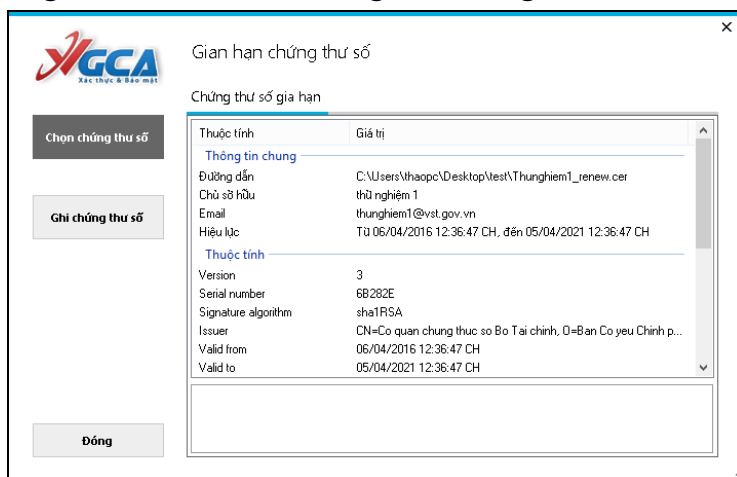 ×
VGCA
Xác thực & Bảo mật
Gian hạn chứng thư số
Chứng thư số gia hạn
Chọn chứng thư số
Ghi chứng thư số
Đóng
Thuộc tính Giá trị
Thông tin chung
Đường dẫn C:\Users\thaopc\Desktop\test\Thunghiem1_renew.cer
Chủ sở hữu thử nghiệm 1
Email thunghiem1@vst.gov.vn
Hiệu lực Từ 06/04/2016 12:36:47 CH, đến 05/04/2021 12:36:47 CH
Thuộc tính
Version 3
Serial number 6B282E
Signature algorithm sha1RSA
Issuer CN=Co quan chung thuc so Bo Tai chinh, O=Ban Co yeu Chinh p...
Valid from 06/04/2016 12:36:47 CH
Valid to 05/04/2021 12:36:47 CH